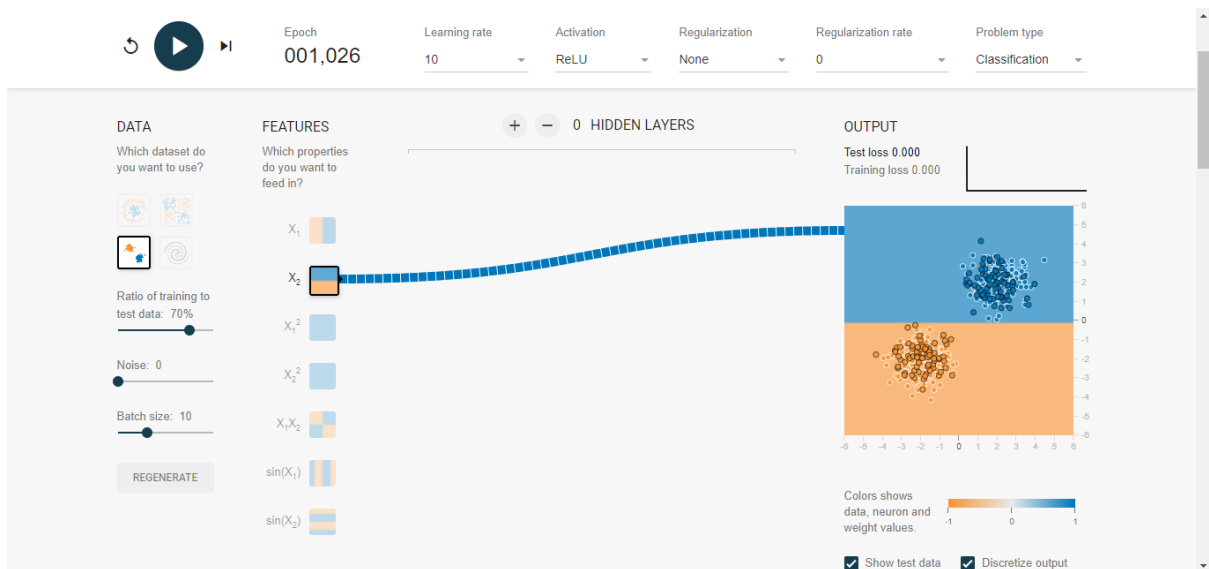 Epoch
001,026
Learning rate
10
Activation
ReLU
Regularization
None
Regularization rate
0
Problem type
Classification
DATA
Which dataset do
you want to use?
Ratio of training to
test data: 70%
Noise: 0
Batch size: 10
REGENERATE
FEATURES
Which properties
do you want to
feed in?
X₁
X₂
X₁²
X₂²
X₁X₂
sin(X₁)
sin(X₂)
+ − 0 HIDDEN LAYERS
OUTPUT
Test loss 0.000
Training loss 0.000
6
5
4
3
2
1
0
-1
-2
-3
-4
-5
-6
-6 -5 -4 -3 -2 -1 0 1 2 3 4 5 6
Colors shows
data, neuron and
weight values.
-1 0 1
Show test data
Discretize output